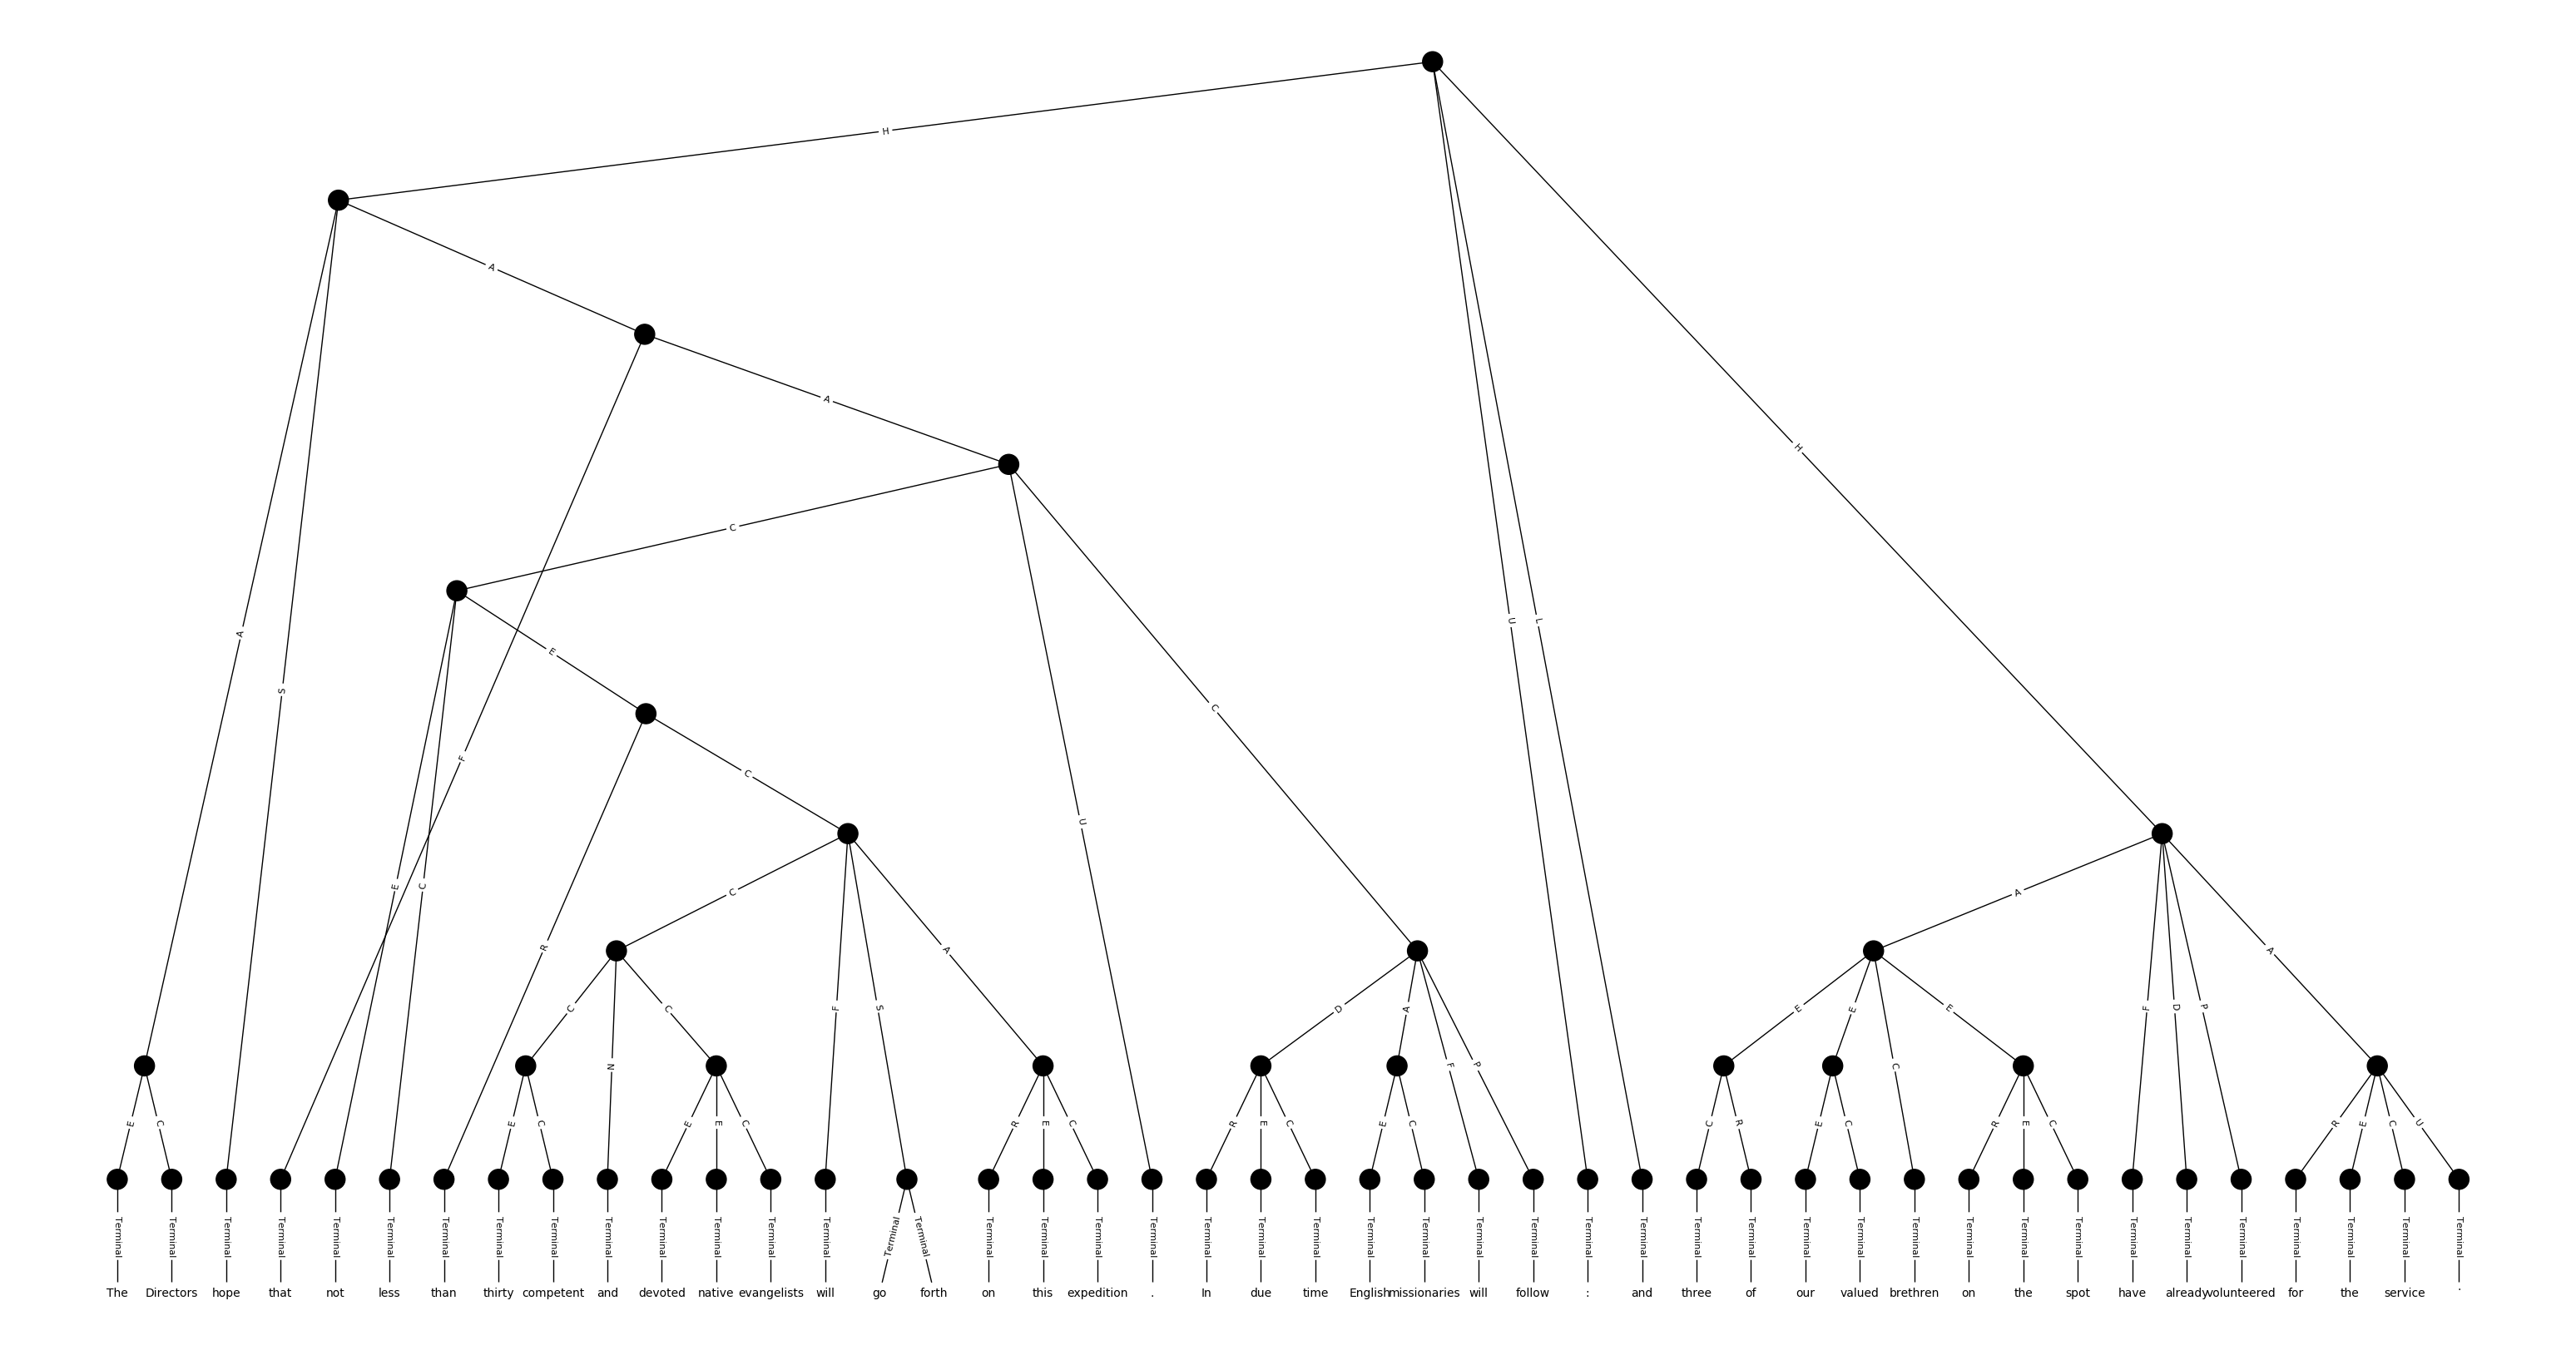 H
A
A
C
H
A
E
U
L
S
C
C
F
U
E
C
C
A
A
R
C
N
C
F
S
A
D
A
F
P
E
E
C
E
F
D
P
E
C
E
C
E
E
C
R
E
C
R
E
C
E
C
C
R
E
C
R
E
C
R
E
C
U
Terminal Terminal Terminal Terminal Terminal Terminal Terminal Terminal Terminal Terminal Terminal Terminal Terminal Terminal Terminal Terminal Terminal Terminal Terminal Terminal Terminal Terminal Terminal Terminal Terminal Terminal Terminal Terminal Terminal Terminal Terminal Terminal Terminal Terminal Terminal Terminal Terminal Terminal Terminal Terminal Terminal Terminal Terminal Terminal
The Directors hope that not less than thirty competent and devoted native evangelists will go forth on this expedition . In due time English missionaries will follow : and three of our valued brethren on the spot have already volunteered for the service .